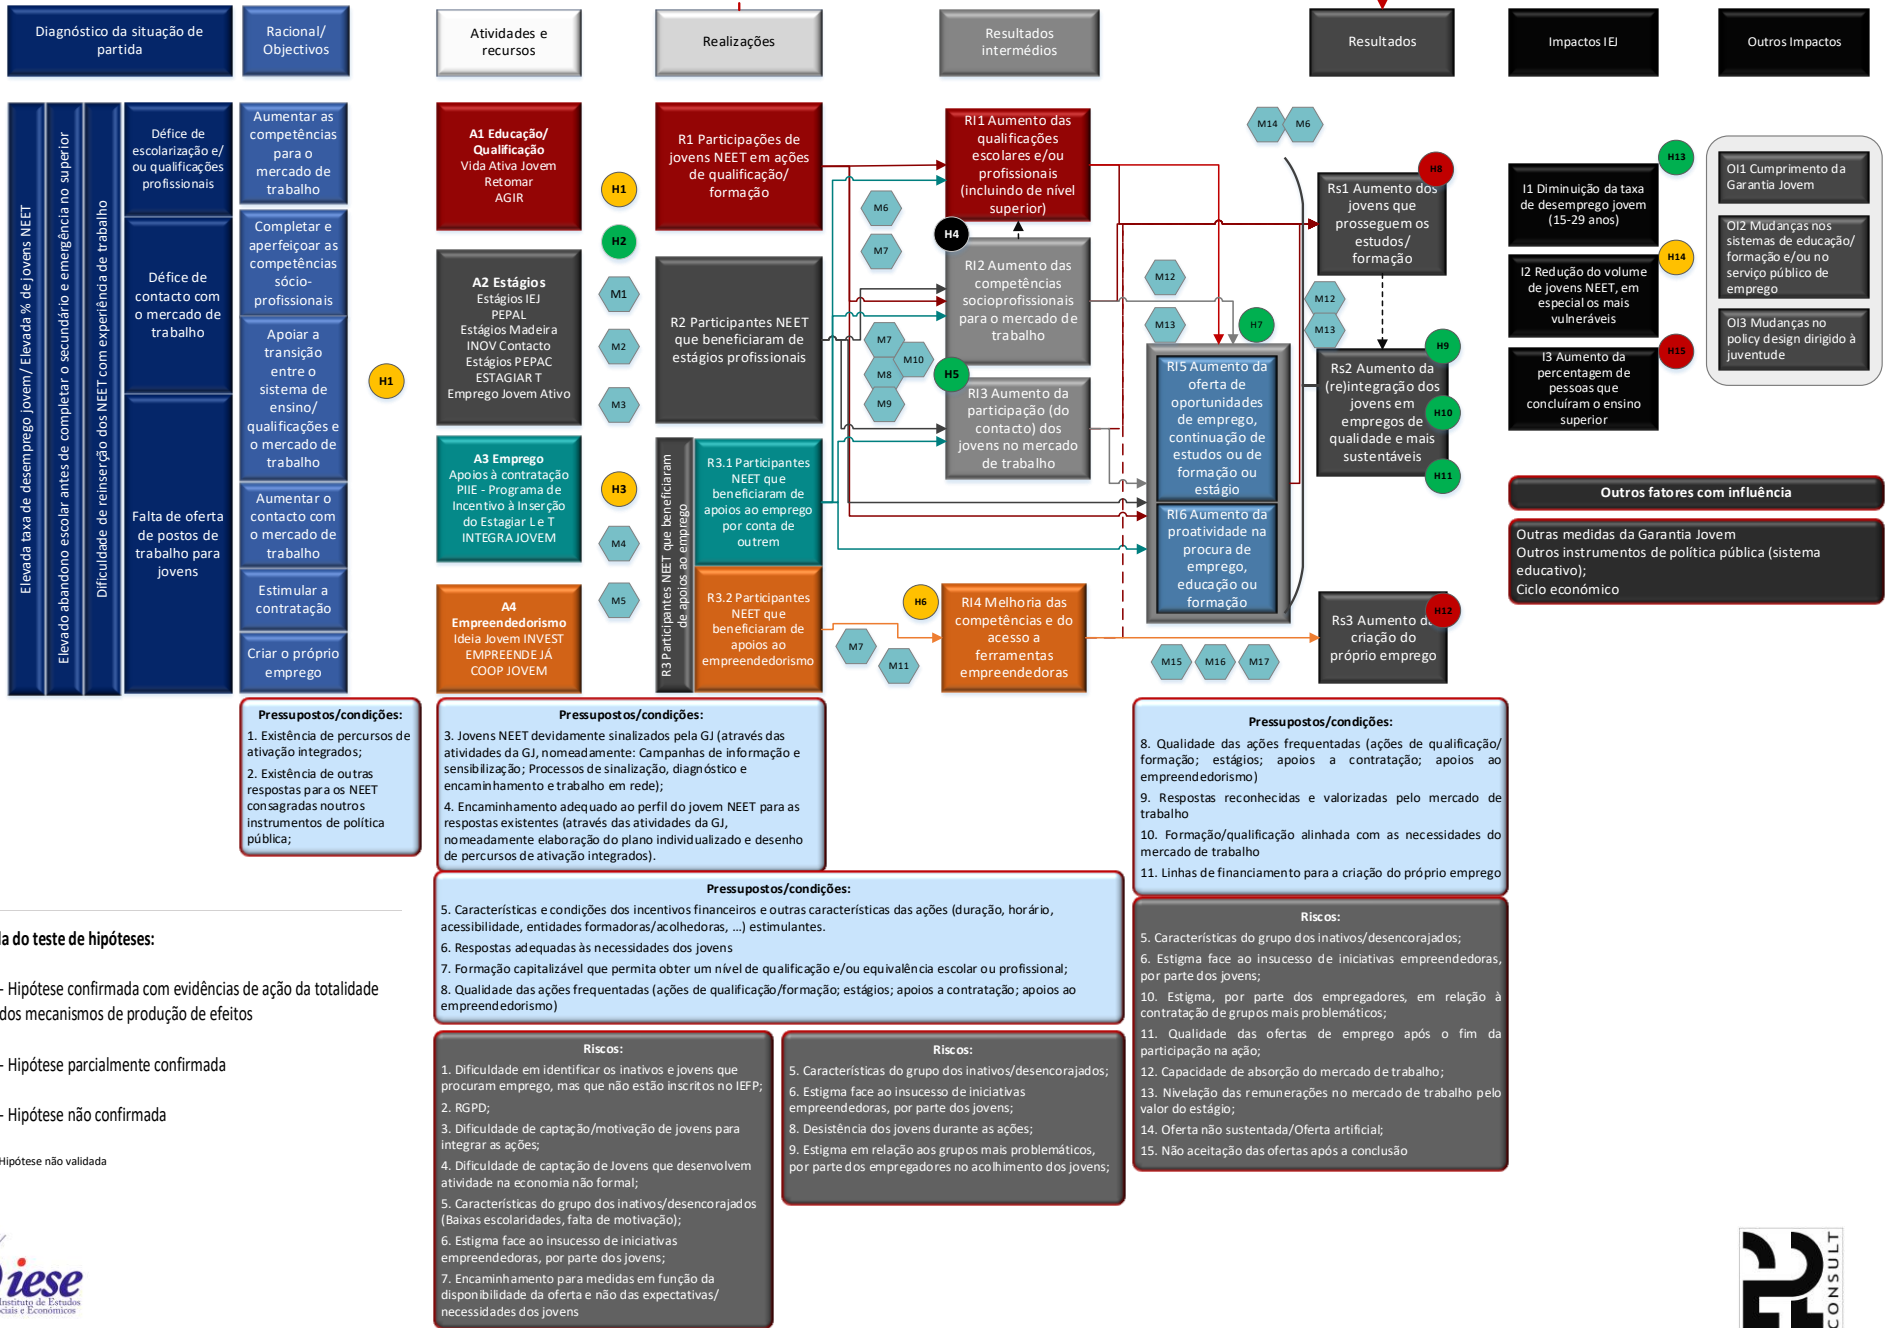 Diagnóstico da situação de
partida
Racional/
Objectivos
Atividades e
recursos
Realizações
Resultados
intermédios
Resultados
Impactos IEJ
Outros Impactos
Elevada taxa de desemprego jovem/ Elevada % de jovens NEET
Elevado abandono escolar antes de completar o secundário e emergência no superior
Dificuldade de reinserção dos NEET com experiência de trabalho
Défice de
escolarização e/
ou qualificações
profissionais
Défice de
contacto com
o mercado de
trabalho
Falta de oferta
de postos de
trabalho para
jovens
Aumentar as
competências
para o
mercado de
trabalho
Completar e
aperfeiçoar as
competências
sócio-
profissionais
Apoiar a
transição
entre o
sistema de
ensino/
qualificações e
o mercado de
trabalho
Aumentar o
contacto com
o mercado de
trabalho
Estimular a
contratação
Criar o próprio
emprego
H1
A1 Educação/
Qualificação
Vida Ativa Jovem
Retomar
AGIR
A2 Estágios
Estágios IEJ
PEPAL
Estágios Madeira
INOV Contacto
Estágios PEPAC
ESTAGIAR T
Emprego Jovem Ativo
A3 Emprego
Apoios à contratação
PIIE - Programa de
Incentivo à Inserção
do Estagiar L e T
INTEGRA JOVEM
A4
Empreendedorismo
Ideia Jovem INVEST
EMPREENDE JÁ
COOP JOVEM
H1
H2
M1
M2
M3
H3
M4
M5
R1 Participações de
jovens NEET em ações
de qualificação/
formação
R2 Participantes NEET
que beneficiaram de
estágios profissionais
R3 Participantes NEET que beneficiaram
de apoios ao emprego
R3.1 Participantes
NEET que
beneficiaram de
apoios ao emprego
por conta de
outrem
R3.2 Participantes
NEET que
beneficiaram de
apoios ao
empreendedorismo
M6
M7
H4
M7
M10
M8
M9
H5
H6
M7
M11
RI1 Aumento das
qualificações
escolares e/ou
profissionais
(incluindo de nível
superior)
RI2 Aumento das
competências
socioprofissionais
para o mercado de
trabalho
RI3 Aumento da
participação (do
contacto) dos
jovens no mercado
de trabalho
RI4 Melhoria das
competências e do
acesso a
ferramentas
empreendedoras
M12
M13
H7
M14
M6
M12
M13
RI5 Aumento da
oferta de
oportunidades
de emprego,
continuação de
estudos ou de
formação ou
estágio
RI6 Aumento da
proatividade na
procura de
emprego,
educação ou
formação
M15
M16
M17
H8
Rs1 Aumento dos
jovens que
prosseguem os
estudos/
formação
H9
Rs2 Aumento da
(re)integração dos
jovens em
empregos de
qualidade e mais
sustentáveis
H10
H11
H12
Rs3 Aumento da
criação do
próprio emprego
H13
I1 Diminuição da taxa
de desemprego jovem
(15-29 anos)
H14
I2 Redução do volume
de jovens NEET, em
especial os mais
vulneráveis
H15
I3 Aumento da
percentagem de
pessoas que
concluíram o ensino
superior
OI1 Cumprimento da
Garantia Jovem
OI2 Mudanças nos
sistemas de educação/
formação e/ou no
serviço público de
emprego
OI3 Mudanças no
policy design dirigido à
juventude
Outros fatores com influência
Outras medidas da Garantia Jovem
Outros instrumentos de política pública (sistema
educativo);
Ciclo económico
Pressupostos/condições:
1. Existência de percursos de
ativação integrados;
2. Existência de outras
respostas para os NEET
consagradas noutros
instrumentos de política
pública;
Pressupostos/condições:
3. Jovens NEET devidamente sinalizados pela GJ (através das
atividades da GJ, nomeadamente: Campanhas de informação e
sensibilização; Processos de sinalização, diagnóstico e
encaminhamento e trabalho em rede);
4. Encaminhamento adequado ao perfil do jovem NEET para as
respostas existentes (através das atividades da GJ,
nomeadamente elaboração do plano individualizado e desenho
de percursos de ativação integrados).
Pressupostos/condições:
5. Características e condições dos incentivos financeiros e outras características das ações (duração, horário,
acessibilidade, entidades formadoras/acolhedoras, ...) estimulantes.
6. Respostas adequadas às necessidades dos jovens
7. Formação capitalizável que permita obter um nível de qualificação e/ou equivalência escolar ou profissional;
8. Qualidade das ações frequentadas (ações de qualificação/formação; estágios; apoios a contratação; apoios ao
empreendedorismo)
Pressupostos/condições:
8. Qualidade das ações frequentadas (ações de qualificação/
formação; estágios; apoios a contratação; apoios ao
empreendedorismo)
9. Respostas reconhecidas e valorizadas pelo mercado de
trabalho
10. Formação/qualificação alinhada com as necessidades do
mercado de trabalho
11. Linhas de financiamento para a criação do próprio emprego
Riscos:
1. Dificuldade em identificar os inativos e jovens que
procuram emprego, mas que não estão inscritos no IEFP;
2. RGPD;
3. Dificuldade de captação/motivação de jovens para
integrar as ações;
4. Dificuldade de captação de Jovens que desenvolvem
atividade na economia não formal;
5. Características do grupo dos inativos/desencorajados
(Baixas escolaridades, falta de motivação);
6. Estigma face ao insucesso de iniciativas
empreendedoras, por parte dos jovens;
7. Encaminhamento para medidas em função da
disponibilidade da oferta e não das expectativas/
necessidades dos jovens
Riscos:
5. Características do grupo dos inativos/desencorajados;
6. Estigma face ao insucesso de iniciativas
empreendedoras, por parte dos jovens;
8. Desistência dos jovens durante as ações;
9. Estigma em relação aos grupos mais problemáticos,
por parte dos empregadores no acolhimento dos jovens;
Riscos:
5. Características do grupo dos inativos/desencorajados;
6. Estigma face ao insucesso de iniciativas empreendedoras,
por parte dos jovens;
10. Estigma, por parte dos empregadores, em relação à
contratação de grupos mais problemáticos;
11. Qualidade das ofertas de emprego após o fim da
participação na ação;
12. Capacidade de absorção do mercado de trabalho;
13. Nivelação das remunerações no mercado de trabalho pelo
valor do estágio;
14. Oferta não sustentada/Oferta artificial;
15. Não aceitação das ofertas após a conclusão
do teste de hipóteses:
- Hipótese confirmada com evidências de ação da totalidade
dos mecanismos de produção de efeitos
- Hipótese parcialmente confirmada
- Hipótese não confirmada
Hipótese não validada
iese
Instituto de Estudos
Sociais e Económicos
CONSULT